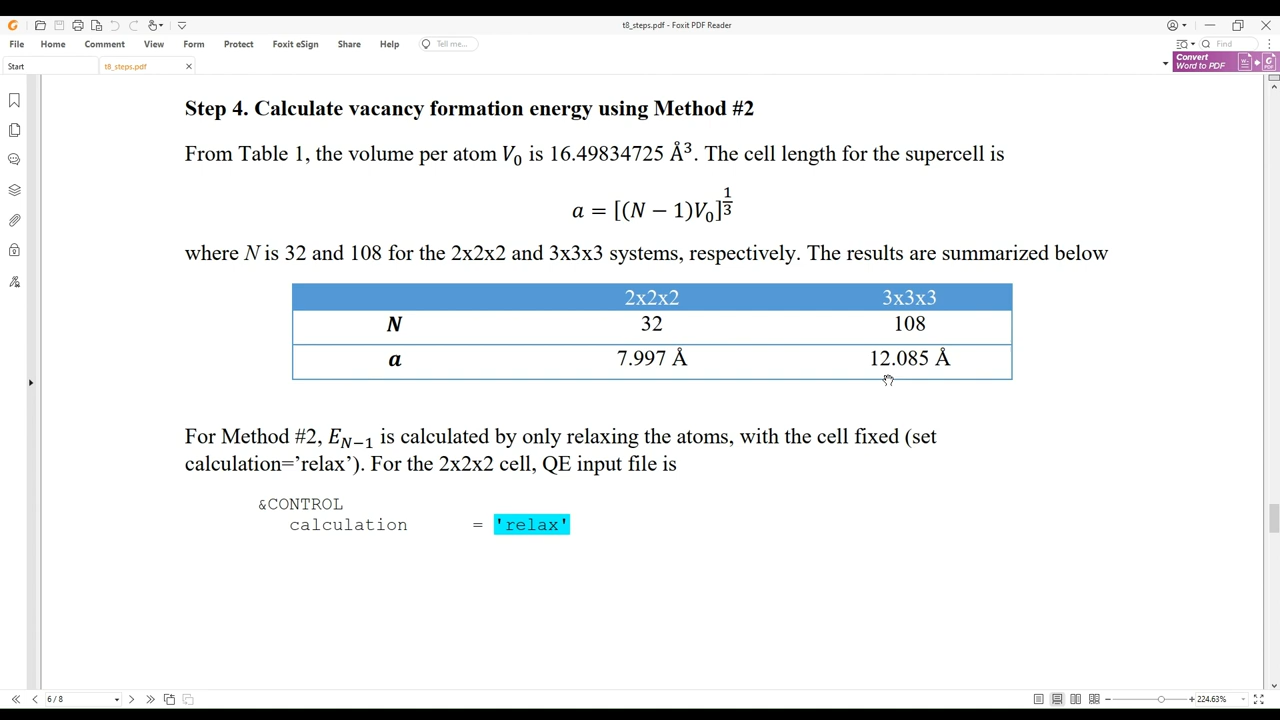 t8_steps.pdf - Foxit PDF Reader
File Home Comment View Form Protect Foxit eSign Share Help Tell me... Find
Start t8_steps.pdf
Convert
Word to PDF
Step 4. Calculate vacancy formation energy using Method #2
From Table 1, the volume per atom V₀ is 16.49834725 Å³. The cell length for the supercell is
a = [(N − 1)V₀]^(1/3)
where N is 32 and 108 for the 2x2x2 and 3x3x3 systems, respectively. The results are summarized below
2x2x2 3x3x3
N 32 108
a 7.997 Å 12.085 Å
For Method #2, E_{N−1} is calculated by only relaxing the atoms, with the cell fixed (set
calculation=’relax’). For the 2x2x2 cell, QE input file is
&CONTROL
calculation = 'relax'
6 / 8
224.63%